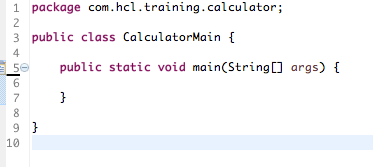 1 package com.hcl.training.calculator;
2
3 public class CalculatorMain {
4
5     public static void main(String[] args) {
6
7     }
8
9 }
10